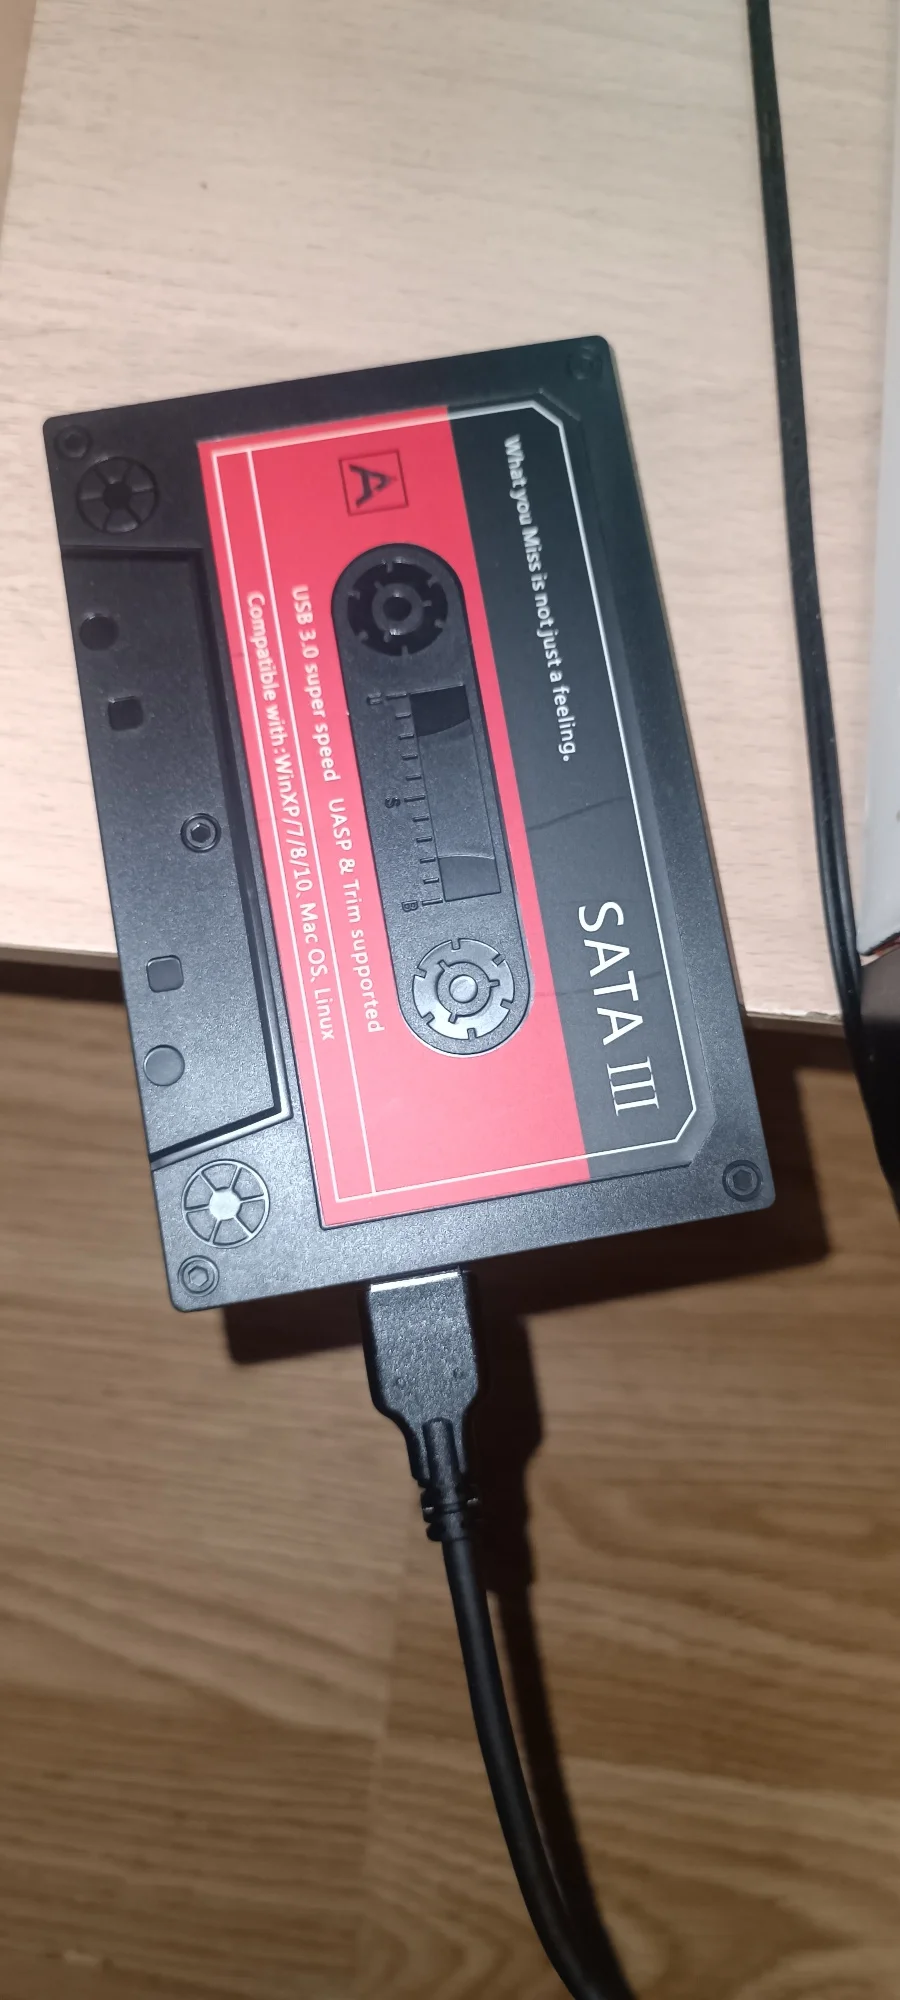 What you Miss is not just a feeling.
SATA III
A
USB 3.0 super speed UASP & Trim supported
Compatible with:WinXP/7/8/10、Mac OS、Linux